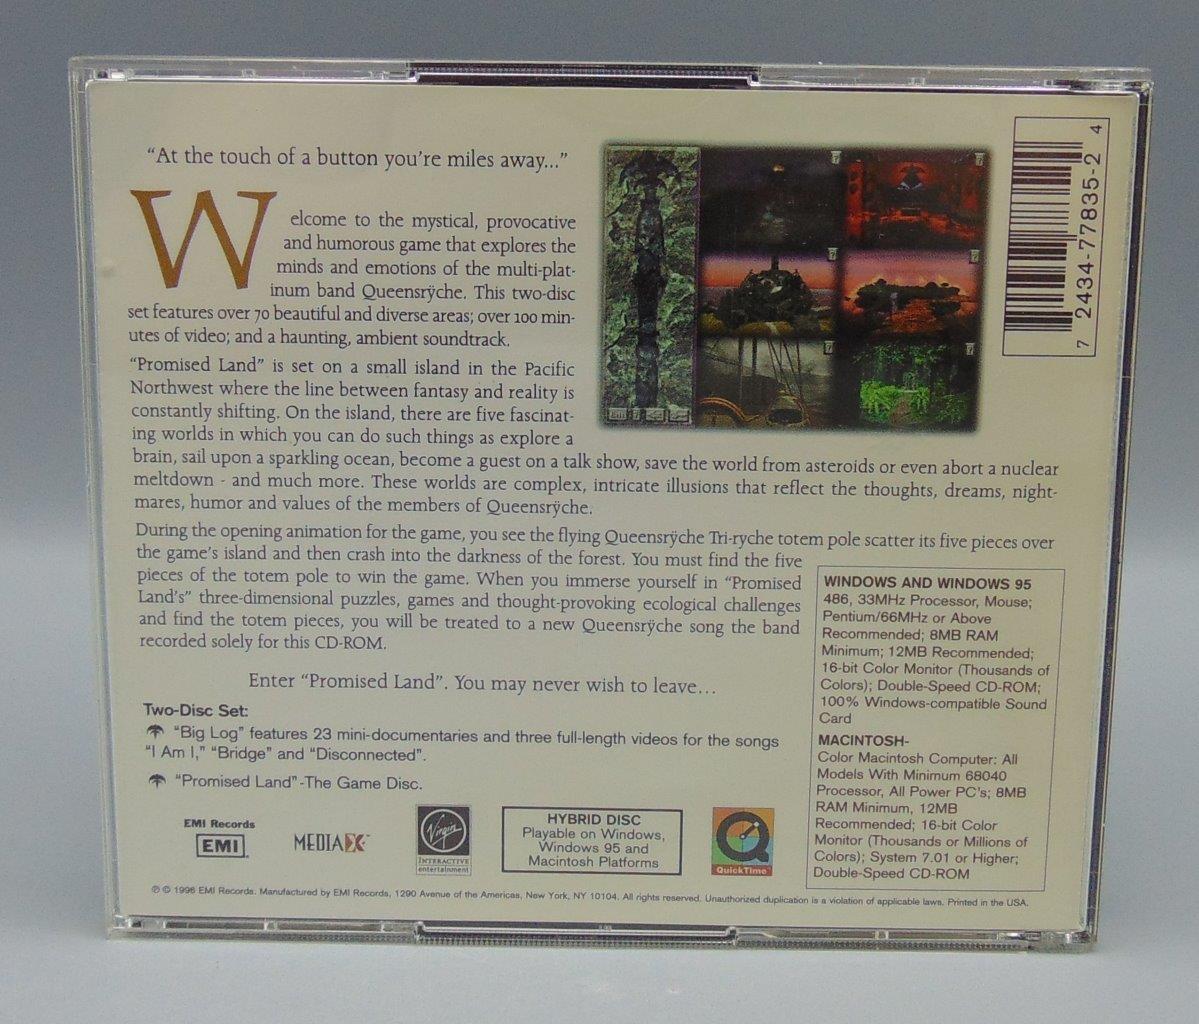 “At the touch of a button you're miles away...”
Welcome to the mystical, provocative
and humorous game that explores the
minds and emotions of the multi-plat-
inum band Queensrÿche. This two-disc
set features over 70 beautiful and diverse areas; over 100 min-
utes of video; and a haunting, ambient soundtrack.
“Promised Land” is set on a small island in the Pacific
Northwest where the line between fantasy and reality is
constantly shifting. On the island, there are five fascinat-
ing worlds in which you can do such things as explore a
brain, sail upon a sparkling ocean, become a guest on a talk show, save the world from asteroids or even abort a nuclear
meltdown - and much more. These worlds are complex, intricate illusions that reflect the thoughts, dreams, night-
mares, humor and values of the members of Queensrÿche.
During the opening animation for the game, you see the flying Queensrÿche Tri-ryche totem pole scatter its five pieces over
the game's island and then crash into the darkness of the forest. You must find the five
pieces of the totem pole to win the game. When you immerse yourself in “Promised
Land's” three-dimensional puzzles, games and thought-provoking ecological challenges
and find the totem pieces, you will be treated to a new Queensrÿche song the band
recorded solely for this CD-ROM.
Enter “Promised Land”. You may never wish to leave...
Two-Disc Set:
“Big Log” features 23 mini-documentaries and three full-length videos for the songs
“I Am I,” “Bridge” and “Disconnected”.
“Promised Land”-The Game Disc.
7 2434-77835-2 4
WINDOWS AND WINDOWS 95
486, 33MHz Processor, Mouse;
Pentium/66MHz or Above
Recommended; 8MB RAM
Minimum; 12MB Recommended;
16-bit Color Monitor (Thousands of
Colors); Double-Speed CD-ROM;
100% Windows-compatible Sound
Card
MACINTOSH-
Color Macintosh Computer: All
Models With Minimum 68040
Processor, All Power PC's; 8MB
RAM Minimum, 12MB
Recommended; 16-bit Color
Monitor (Thousands or Millions of
Colors); System 7.01 or Higher;
Double-Speed CD-ROM
EMI Records
EMI
MEDIA X
Virgin
INTERACTIVE
entertainment
HYBRID DISC
Playable on Windows,
Windows 95 and
Macintosh Platforms
QuickTime™
℗ © 1996 EMI Records. Manufactured by EMI Records, 1290 Avenue of the Americas, New York, NY 10104. All rights reserved. Unauthorized duplication is a violation of applicable laws. Printed in the USA.